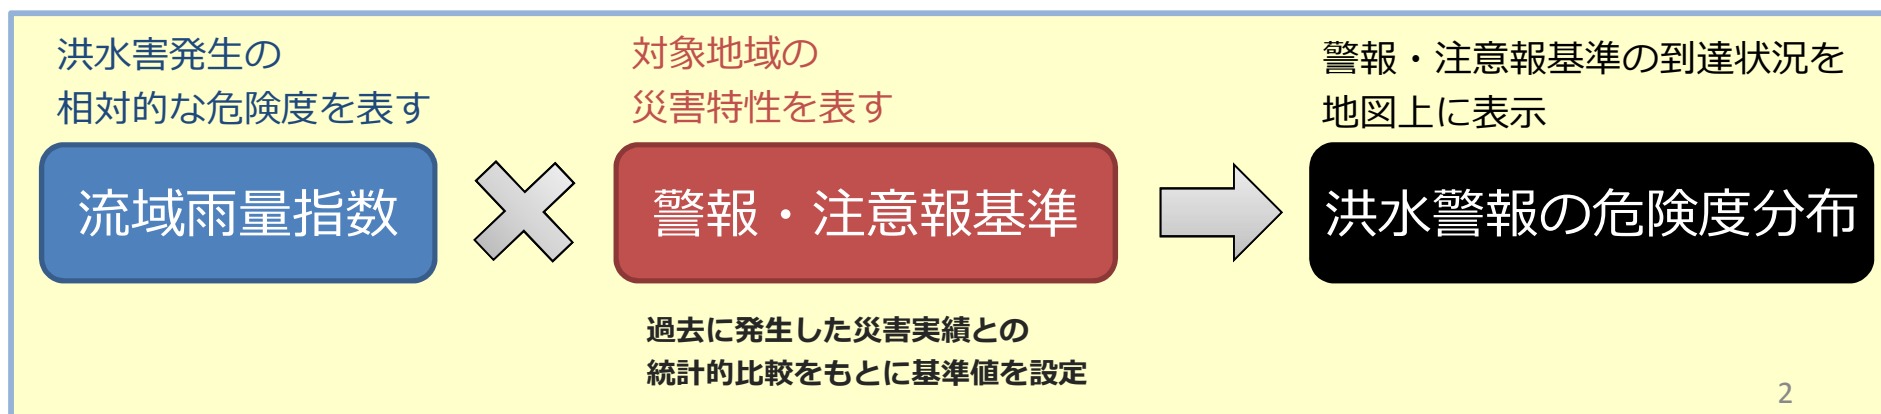 洪水害発生の
相対的な危険度を表す
流域雨量指数
対象地域の
災害特性を表す
警報・注意報基準
過去に発生した災害実績との
統計的比較をもとに基準値を設定
警報・注意報基準の到達状況を
地図上に表示
洪水警報の危険度分布
2